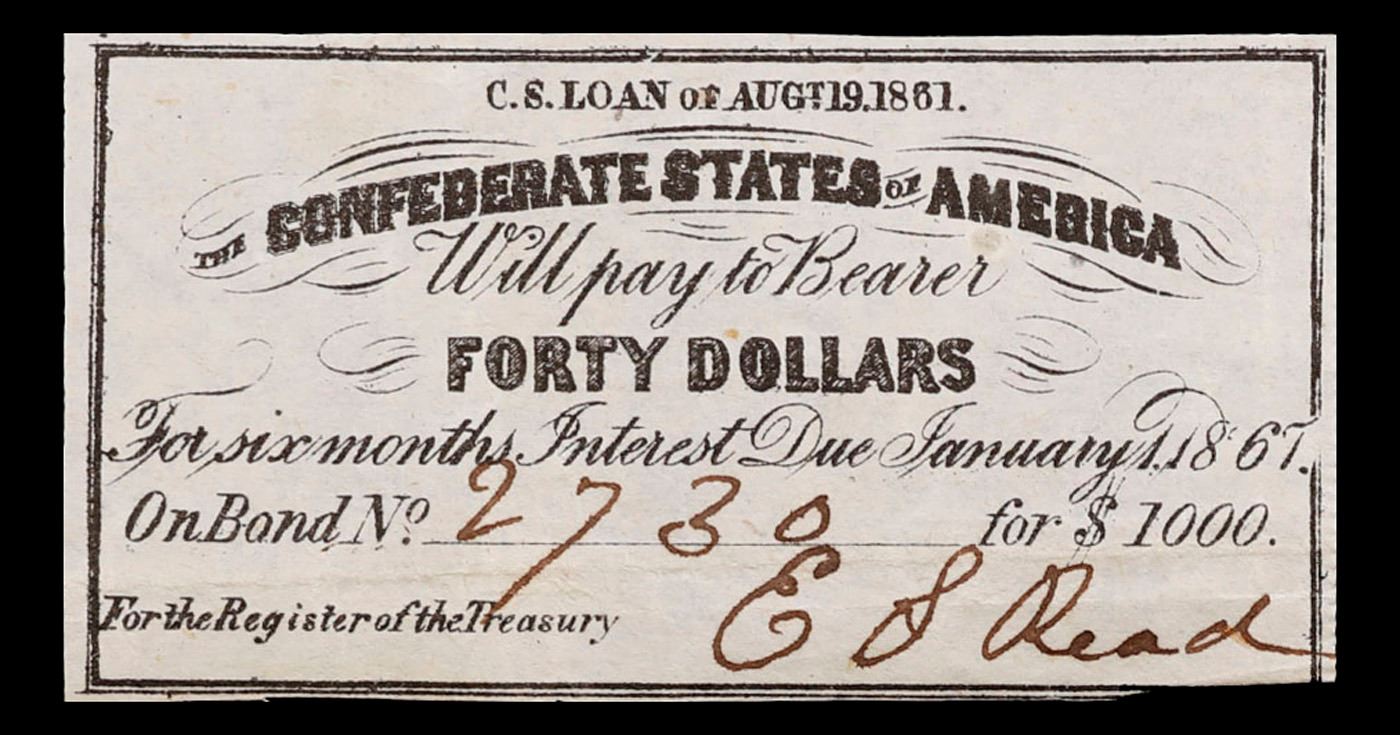 C.S. LOAN OF AUGT 19. 1861.
THE CONFEDERATE STATES OF AMERICA
Will pay to Bearer
FORTY DOLLARS
For six months Interest Due January 1. 1867.
On Bond No. 2730 for $ 1000.
For the Register of the Treasury E S Read